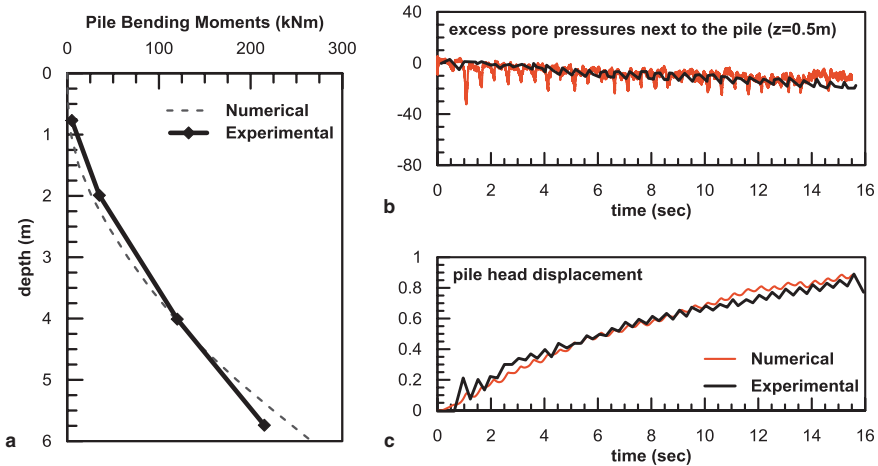 Pile Bending Moments (kNm)
0 100 200 300
0
1
2
3
4
5
6
depth (m)
Numerical
Experimental
a
excess pore pressures next to the pile (z=0.5m)
40
0
-40
-80
0 2 4 6 8 10 12 14 16
time (sec)
b
pile head displacement
1
0.8
0.6
0.4
0.2
0
Numerical
Experimental
0 2 4 6 8 10 12 14 16
time (sec)
c